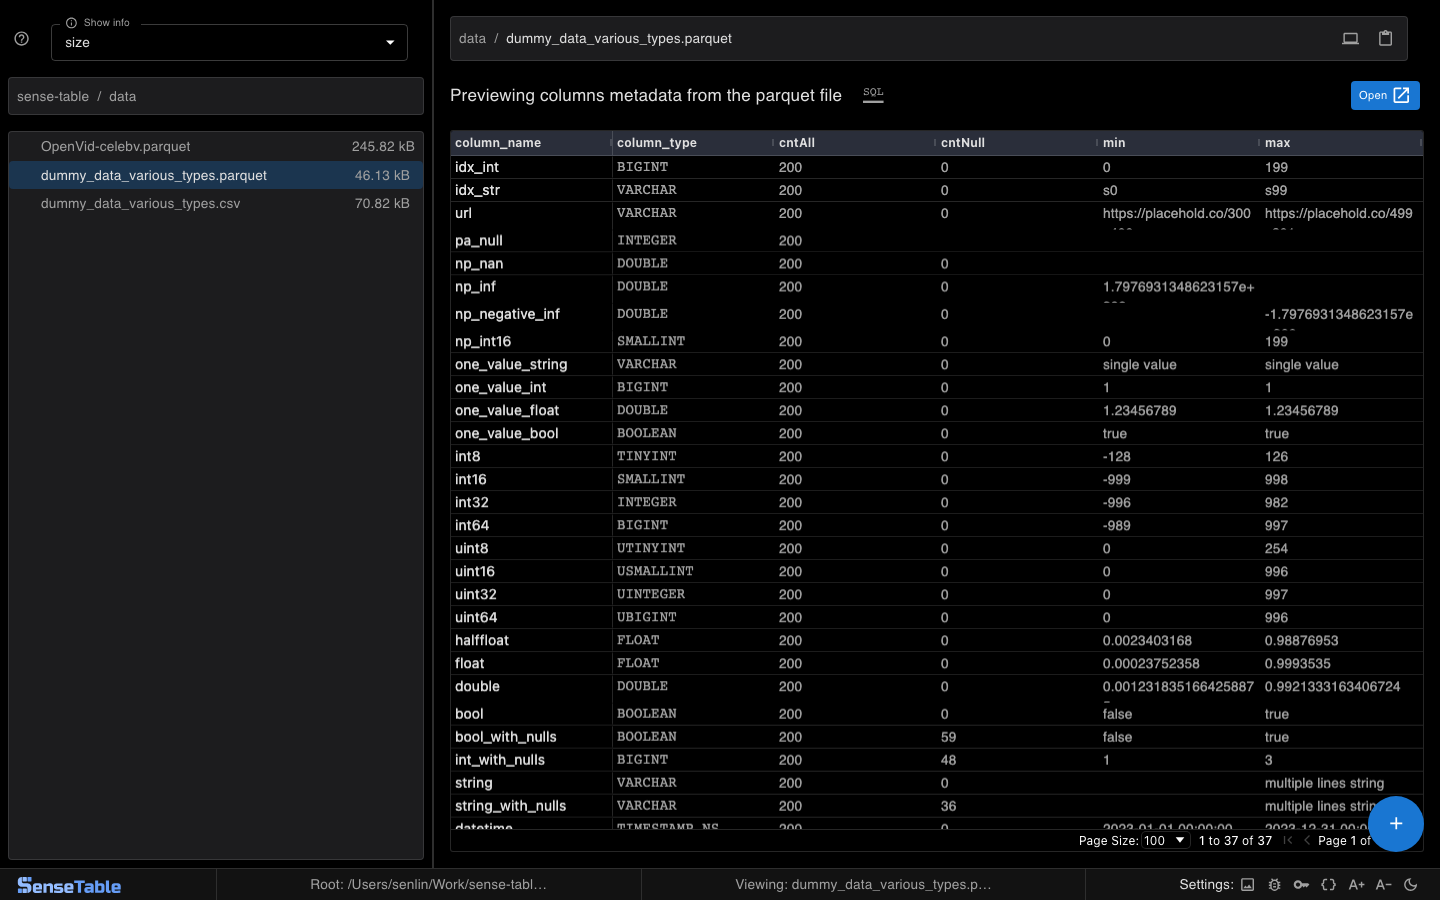 Show info
size
sense-table / data
OpenVid-celebv.parquet 245.82 kB
dummy_data_various_types.parquet 46.13 kB
dummy_data_various_types.csv 70.82 kB
data / dummy_data_various_types.parquet
Previewing columns metadata from the parquet file SQL
Open
column_name column_type cntAll cntNull min max
idx_int BIGINT 200 0 0 199
idx_str VARCHAR 200 0 s0 s99
url VARCHAR 200 0 https://placehold.co/300 https://placehold.co/499
pa_null INTEGER 200
np_nan DOUBLE 200 0
np_inf DOUBLE 200 0 1.7976931348623157e+
np_negative_inf DOUBLE 200 0 -1.7976931348623157e
np_int16 SMALLINT 200 0 0 199
one_value_string VARCHAR 200 0 single value single value
one_value_int BIGINT 200 0 1 1
one_value_float DOUBLE 200 0 1.23456789 1.23456789
one_value_bool BOOLEAN 200 0 true true
int8 TINYINT 200 0 -128 126
int16 SMALLINT 200 0 -999 998
int32 INTEGER 200 0 -996 982
int64 BIGINT 200 0 -989 997
uint8 UTINYINT 200 0 0 254
uint16 USMALLINT 200 0 0 996
uint32 UINTEGER 200 0 0 997
uint64 UBIGINT 200 0 0 996
halffloat FLOAT 200 0 0.0023403168 0.98876953
float FLOAT 200 0 0.00023752358 0.9993535
double DOUBLE 200 0 0.001231835166425887 0.9921333163406724
bool BOOLEAN 200 0 false true
bool_with_nulls BOOLEAN 200 59 false true
int_with_nulls BIGINT 200 48 1 3
string VARCHAR 200 0 multiple lines string
string_with_nulls VARCHAR 200 36 multiple lines string
datetime TIMESTAMP_NS 200 0 2023-01-01 00:00:00
Page Size: 100 1 to 37 of 37 Page 1 of
SenseTable
Root: /Users/senlin/Work/sense-tabl…
Viewing: dummy_data_various_types.p…
Settings: A+ A-